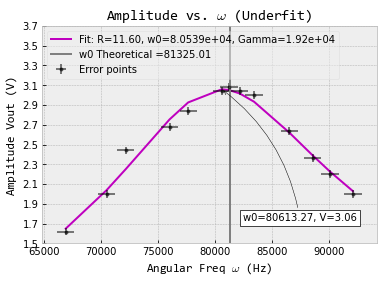 Amplitude vs. ω (Underfit)
Fit: R=11.60, w0=8.0539e+04, Gamma=1.92e+04
w0 Theoretical =81325.01
Error points
Amplitude Vout (V)
3.7
3.5
3.3
3.1
2.9
2.7
2.5
2.3
2.1
1.9
1.7
1.5
w0=80613.27, V=3.06
65000 70000 75000 80000 85000 90000
Angular Freq ω (Hz)